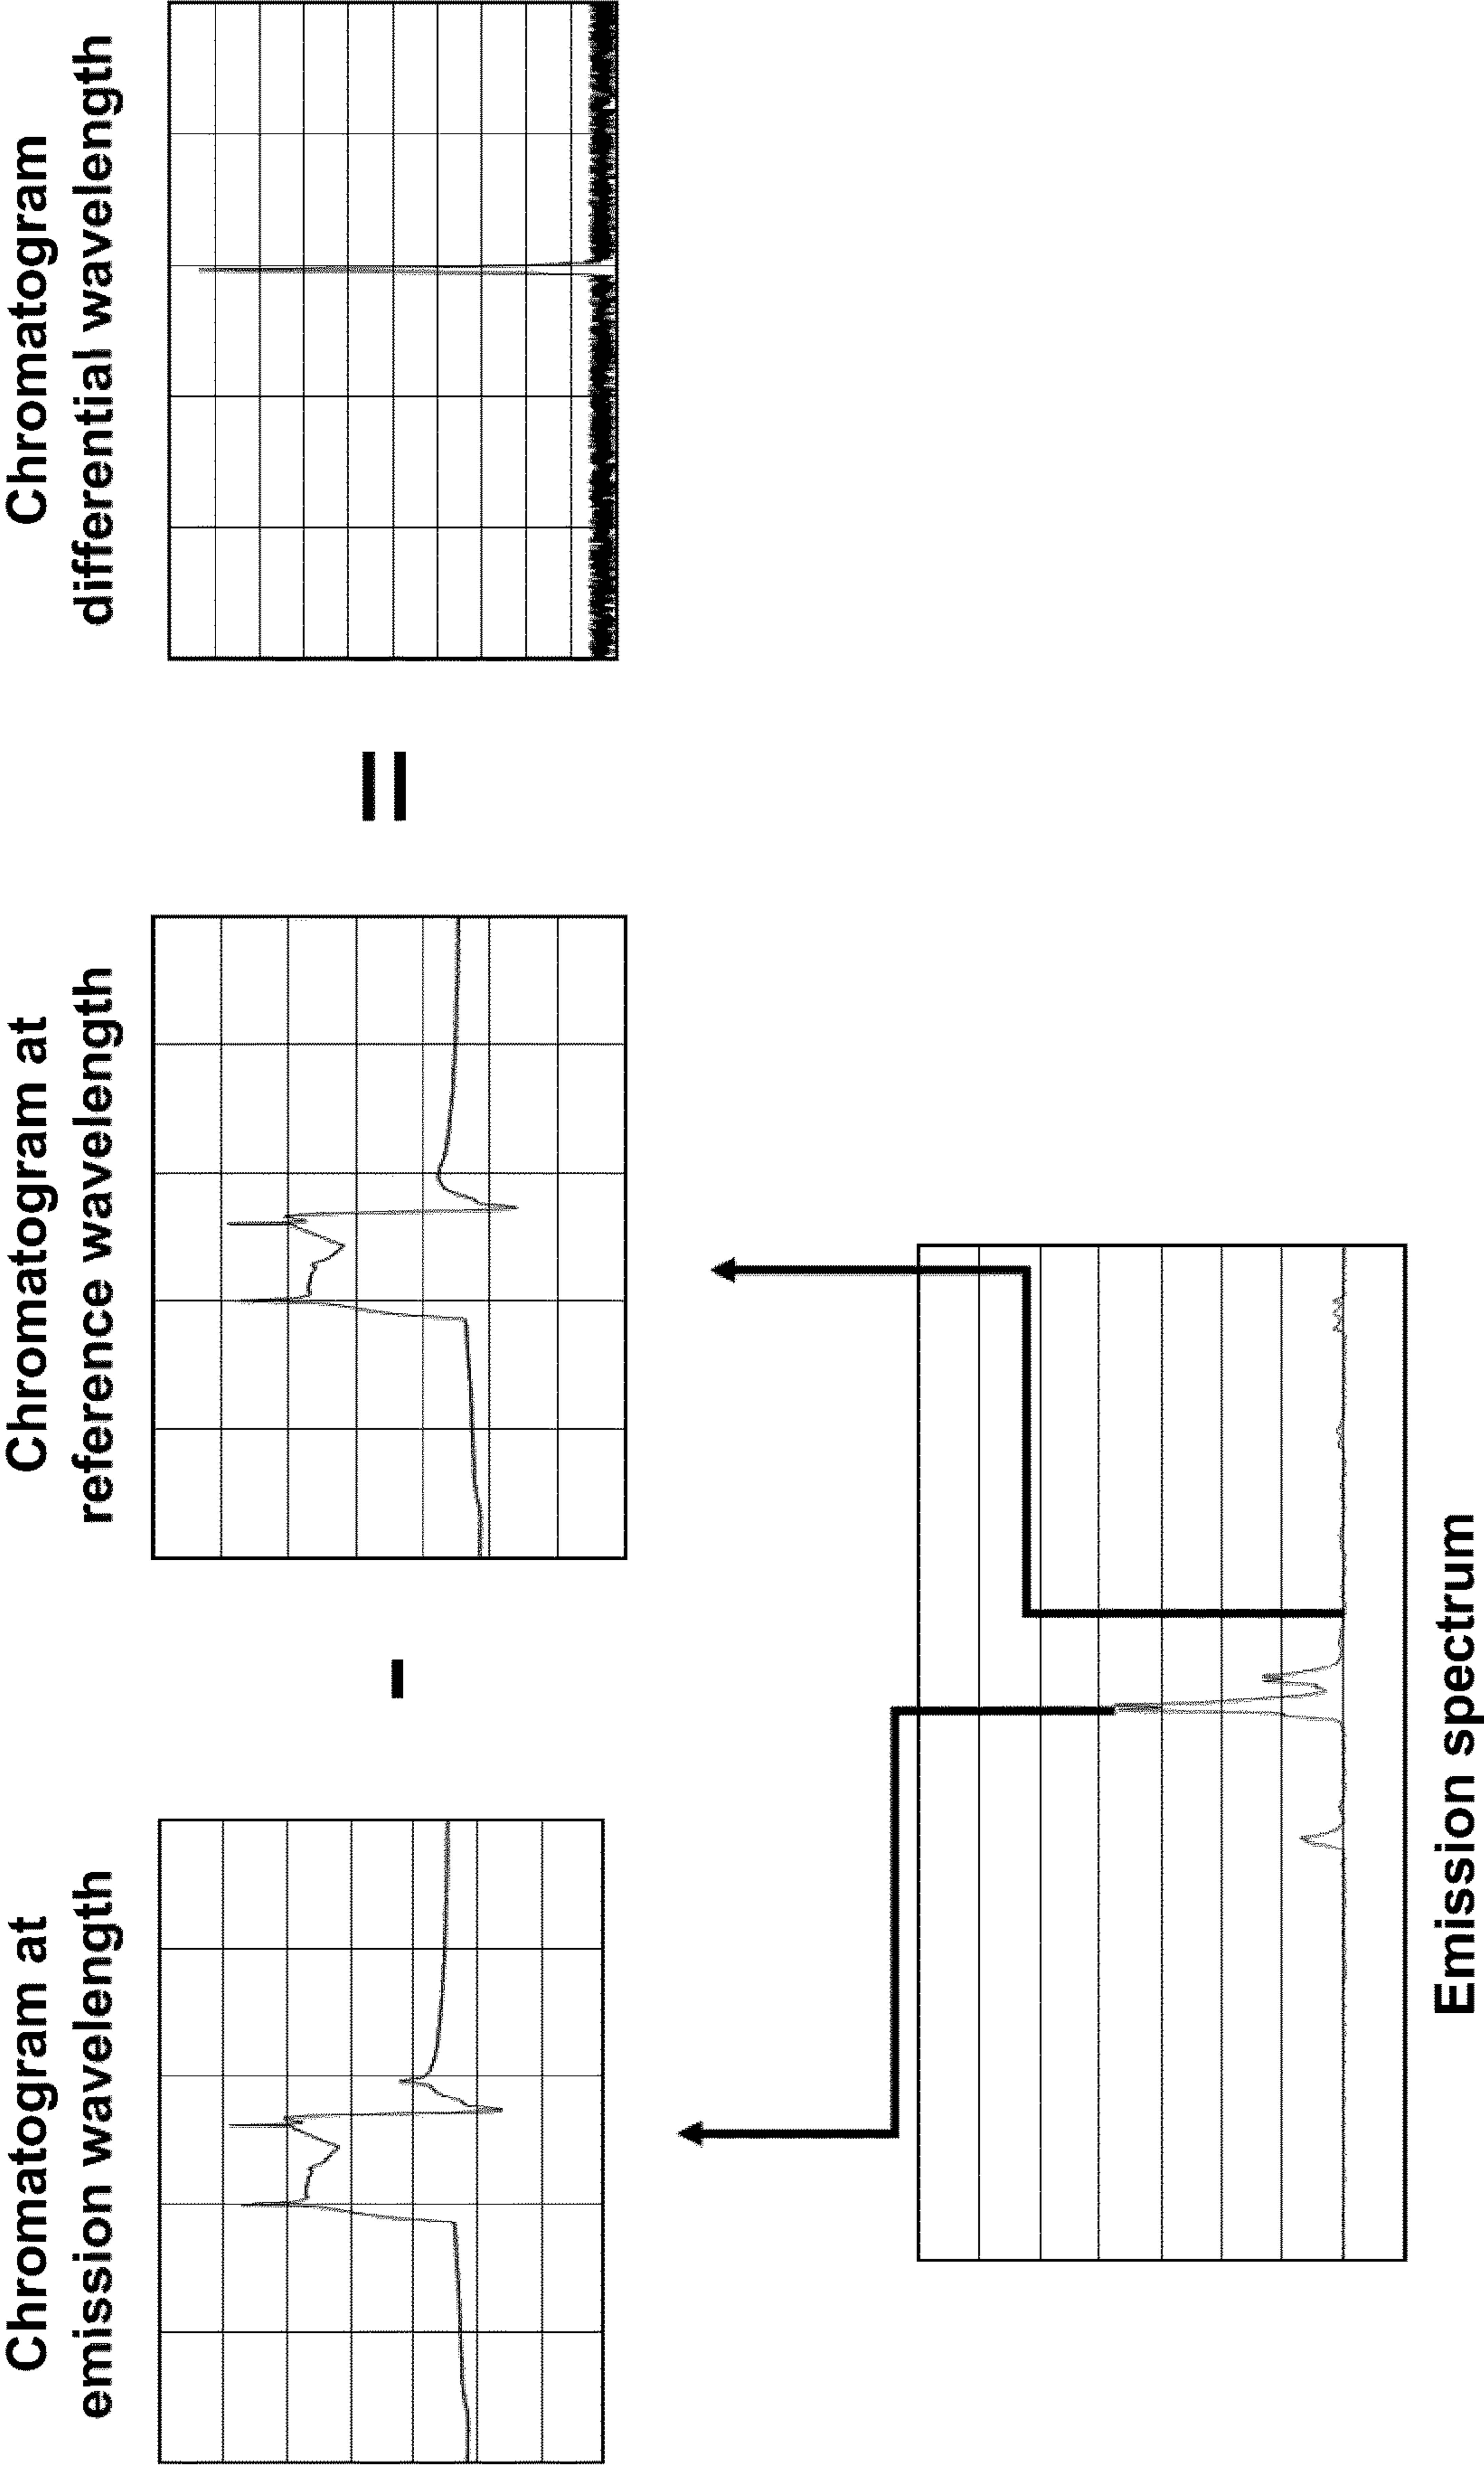 Chromatogram at
emission wavelength
-
Chromatogram at
reference wavelength
=
Chromatogram
differential wavelength
Emission spectrum